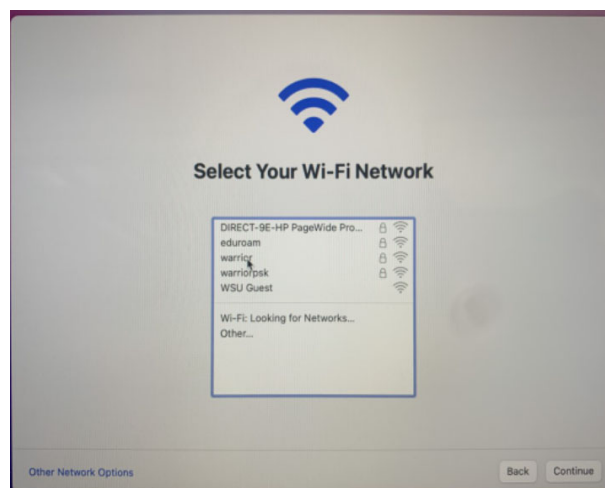 Select Your Wi-Fi Network
DIRECT-9E-HP PageWide Pro...
eduroam
warrior
warriorpsk
WSU Guest
Wi-Fi: Looking for Networks...
Other...
Other Network Options
Back
Continue